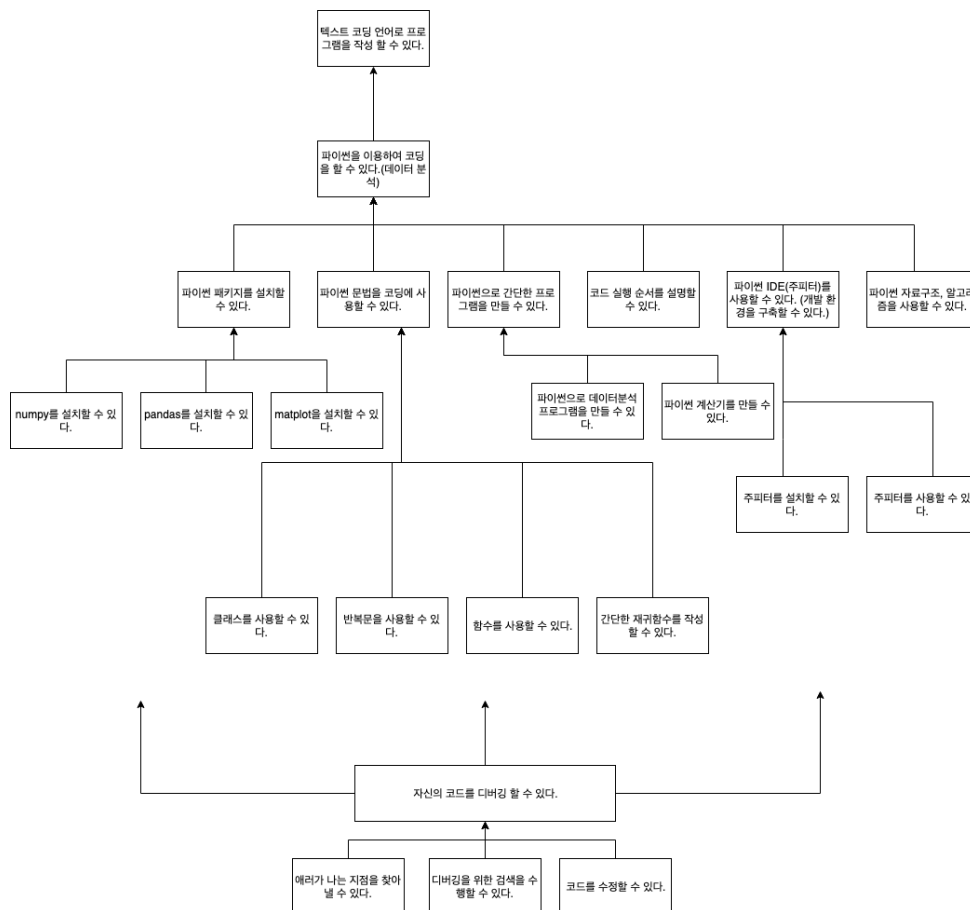 텍스트 코딩 언어로 프로
그램을 작성 할 수 있다.
파이썬을 이용하여 코딩
을 할 수 있다.(데이터 분
석)
파이썬 패키지를 설치할
수 있다.
파이썬 문법을 코딩에 사
용할 수 있다.
파이썬으로 간단한 프로
그램을 만들 수 있다.
코드 실행 순서를 설명할
수 있다.
파이썬 IDE(주피터)를
사용할 수 있다. (개발 환
경을 구축할 수 있다.)
파이썬 자료구조, 알고리
즘을 사용할 수 있다.
numpy를 설치할 수 있
다.
pandas를 설치할 수 있
다.
matplot을 설치할 수 있
다.
파이썬으로 데이터분석
프로그램을 만들 수 있
다.
파이썬 계산기를 만들 수
있다.
주피터를 설치할 수 있
다.
주피터를 사용할 수 있
다.
클래스를 사용할 수 있
다.
반복문을 사용할 수 있
다.
함수를 사용할 수 있다.
간단한 재귀함수를 작성
할 수 있다.
자신의 코드를 디버깅 할 수 있다.
애러가 나는 지점을 찾아
낼 수 있다.
디버깅을 위한 검색을 수
행할 수 있다.
코드를 수정할 수 있다.